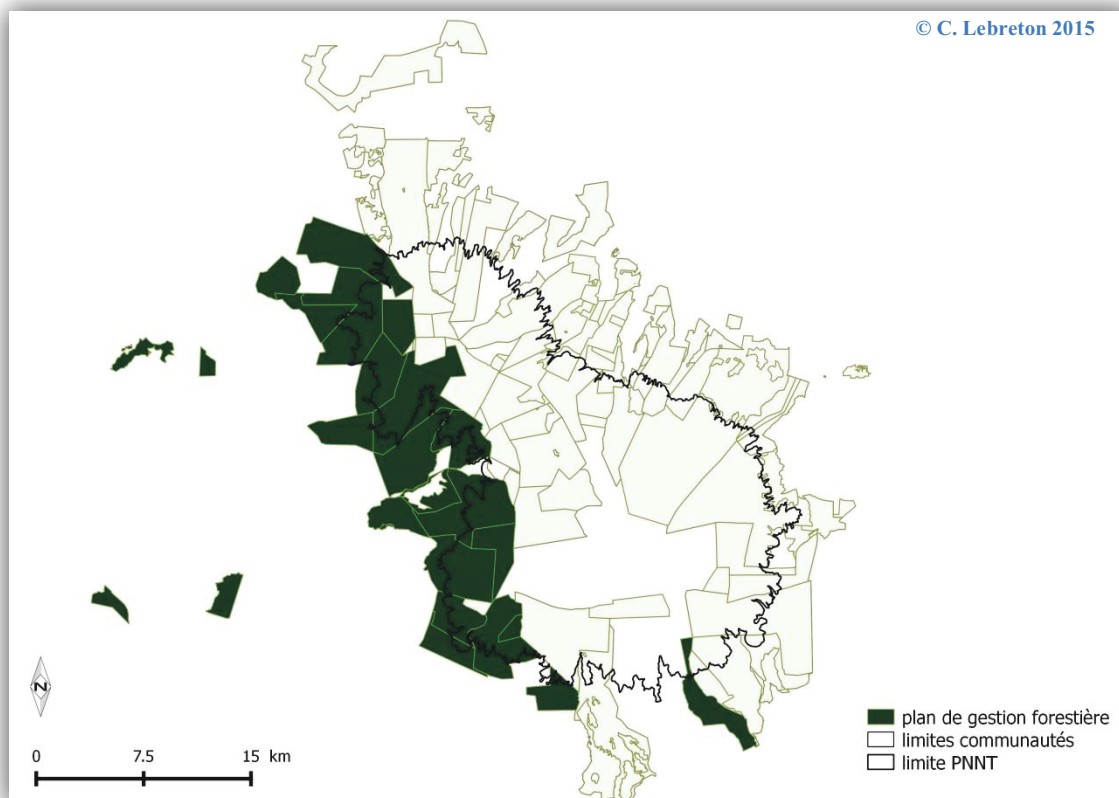 © C. Lebreton 2015
plan de gestion forestière
limites communautés
limite PNNT
N
0 7.5 15 km